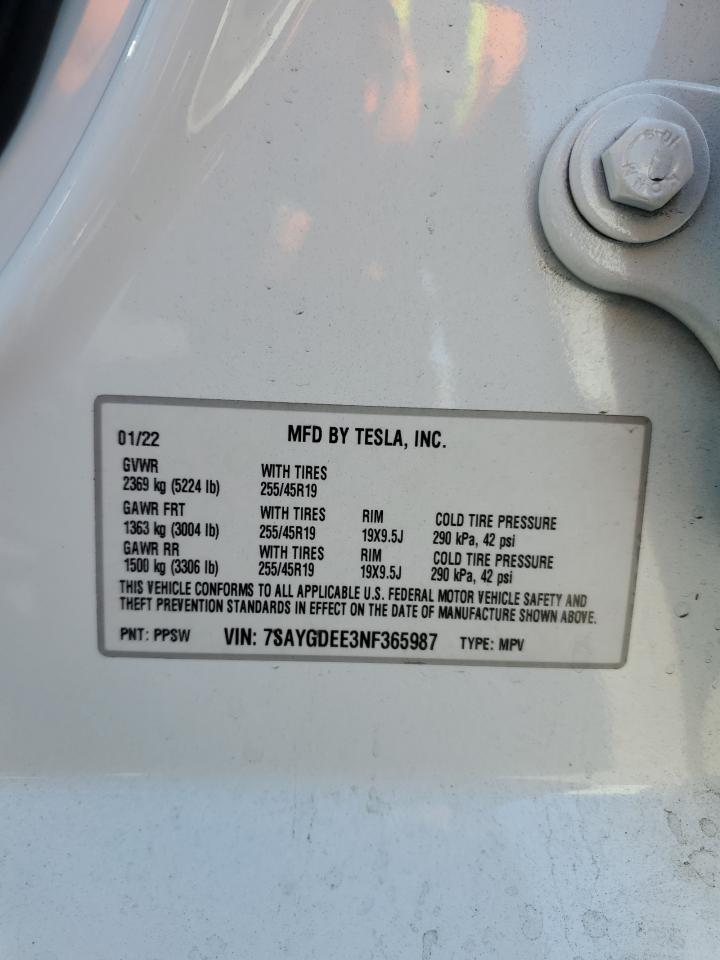 10.9
01/22 MFD BY TESLA, INC.
GVWR WITH TIRES
2369 kg (5224 lb) 255/45R19
GAWR FRT WITH TIRES RIM COLD TIRE PRESSURE
1363 kg (3004 lb) 255/45R19 19X9.5J 290 kPa, 42 psi
GAWR RR WITH TIRES RIM COLD TIRE PRESSURE
1500 kg (3306 lb) 255/45R19 19X9.5J 290 kPa, 42 psi
THIS VEHICLE CONFORMS TO ALL APPLICABLE U.S. FEDERAL MOTOR VEHICLE SAFETY AND
THEFT PREVENTION STANDARDS IN EFFECT ON THE DATE OF MANUFACTURE SHOWN ABOVE.
PNT: PPSW VIN: 7SAYGDEE3NF365987 TYPE: MPV